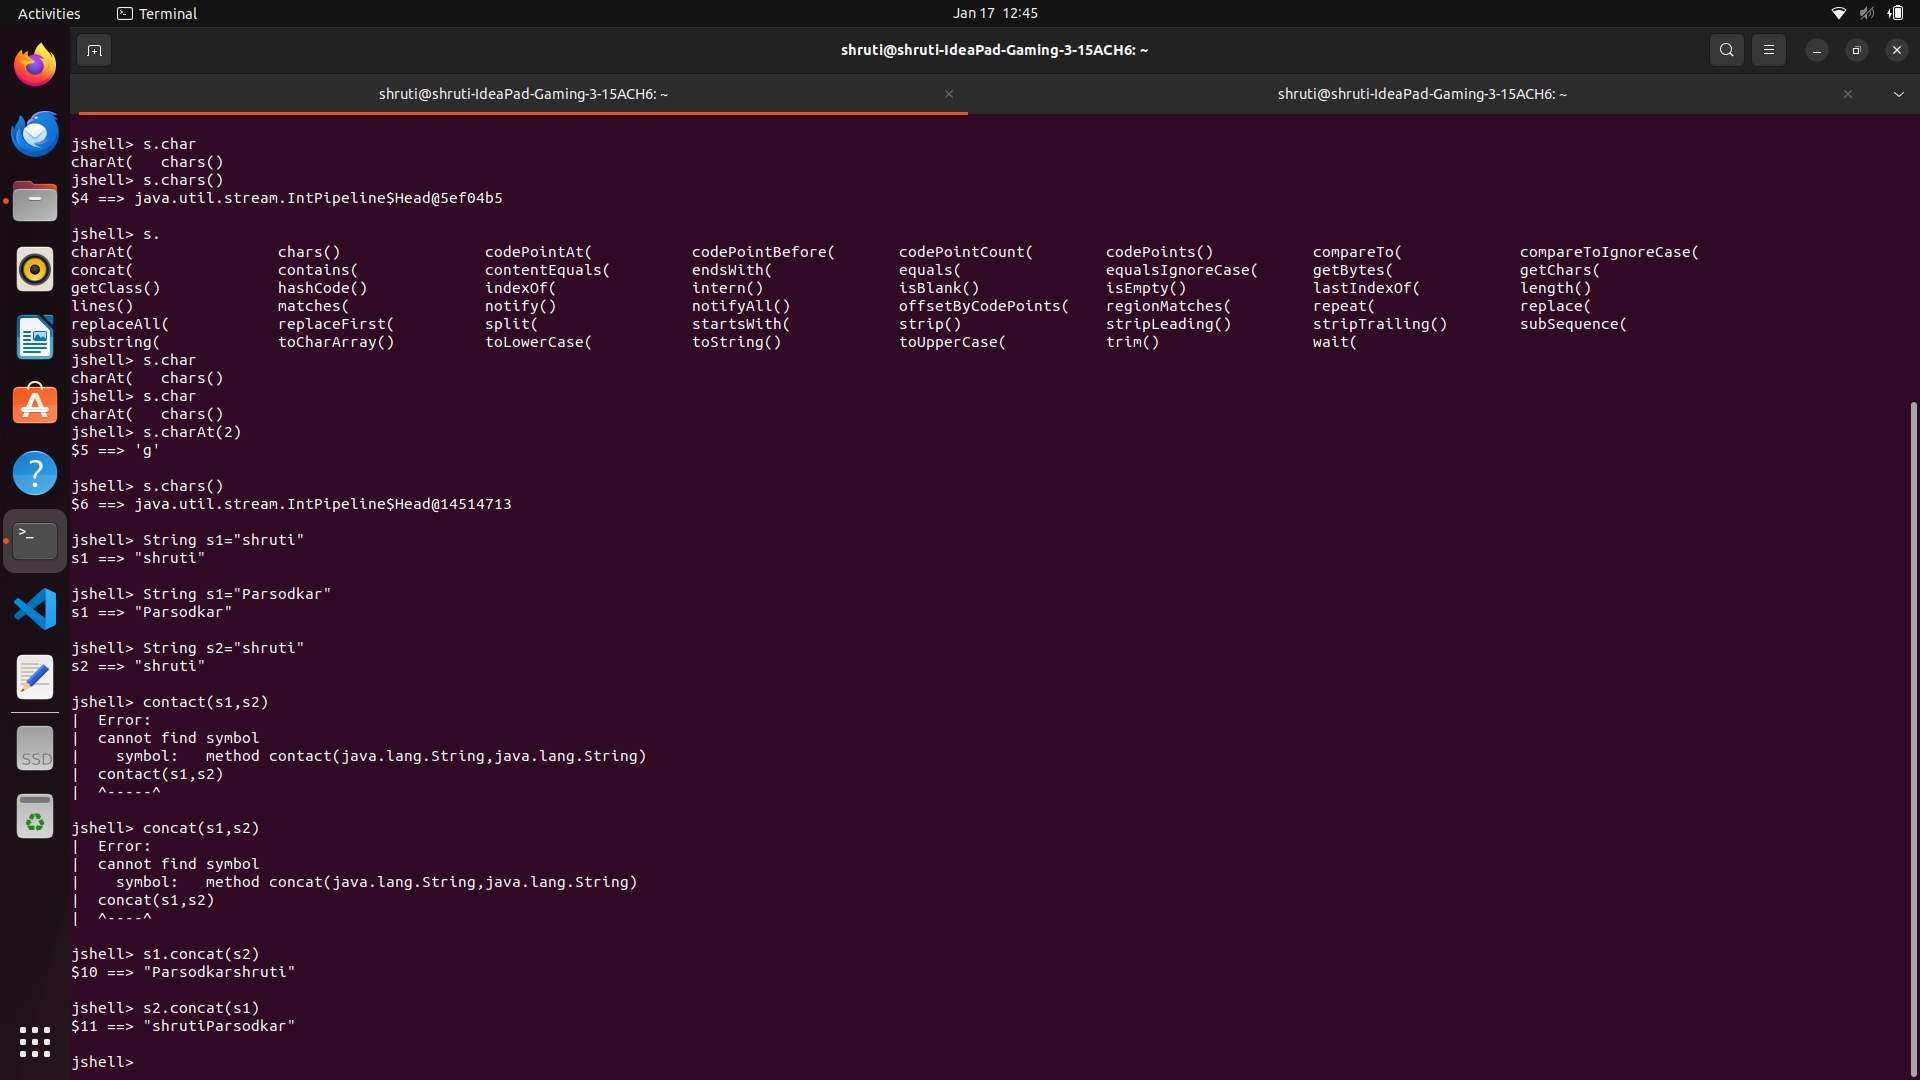 Activities
Terminal
Jan 17 12:45
shruti@shruti-IdeaPad-Gaming-3-15ACH6: ~
shruti@shruti-IdeaPad-Gaming-3-15ACH6: ~
shruti@shruti-IdeaPad-Gaming-3-15ACH6: ~
jshell> s.char
charAt(   chars()
jshell> s.chars()
$4 ==> java.util.stream.IntPipeline$Head@5ef04b5
jshell> s.
charAt( chars() codePointAt( codePointBefore( codePointCount( codePoints() compareTo( compareToIgnoreCase(
concat( contains( contentEquals( endsWith( equals( equalsIgnoreCase( getBytes( getChars(
getClass() hashCode() indexOf( intern() isBlank() isEmpty() lastIndexOf( length()
lines() matches( notify() notifyAll() offsetByCodePoints( regionMatches( repeat( replace(
replaceAll( replaceFirst( split( startsWith( strip() stripLeading() stripTrailing() subSequence(
substring( toCharArray() toLowerCase( toString() toUpperCase( trim() wait(
jshell> s.char
charAt(   chars()
jshell> s.char
charAt(   chars()
jshell> s.charAt(2)
$5 ==> 'g'
jshell> s.chars()
$6 ==> java.util.stream.IntPipeline$Head@14514713
jshell> String s1="shruti"
s1 ==> "shruti"
jshell> String s1="Parsodkar"
s1 ==> "Parsodkar"
jshell> String s2="shruti"
s2 ==> "shruti"
jshell> contact(s1,s2)
|  Error:
|  cannot find symbol
|    symbol:   method contact(java.lang.String,java.lang.String)
|  contact(s1,s2)
|  ^-----^
jshell> concat(s1,s2)
|  Error:
|  cannot find symbol
|    symbol:   method concat(java.lang.String,java.lang.String)
|  concat(s1,s2)
|  ^----^
jshell> s1.concat(s2)
$10 ==> "Parsodkarshruti"
jshell> s2.concat(s1)
$11 ==> "shrutiParsodkar"
jshell>
SSD